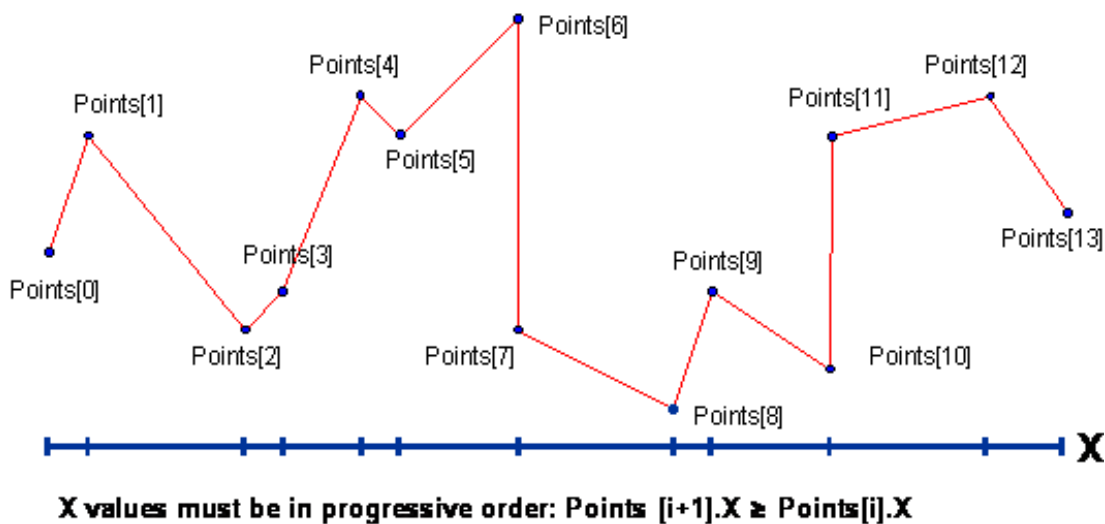 Points[6]
Points[4]
Points[12]
Points[1]
Points[11]
Points[5]
Points[3]
Points[13]
Points[9]
Points[0]
Points[2]
Points[7]
Points[10]
Points[8]
X
X values must be in progressive order: Points [i+1].X ≥ Points[i].X